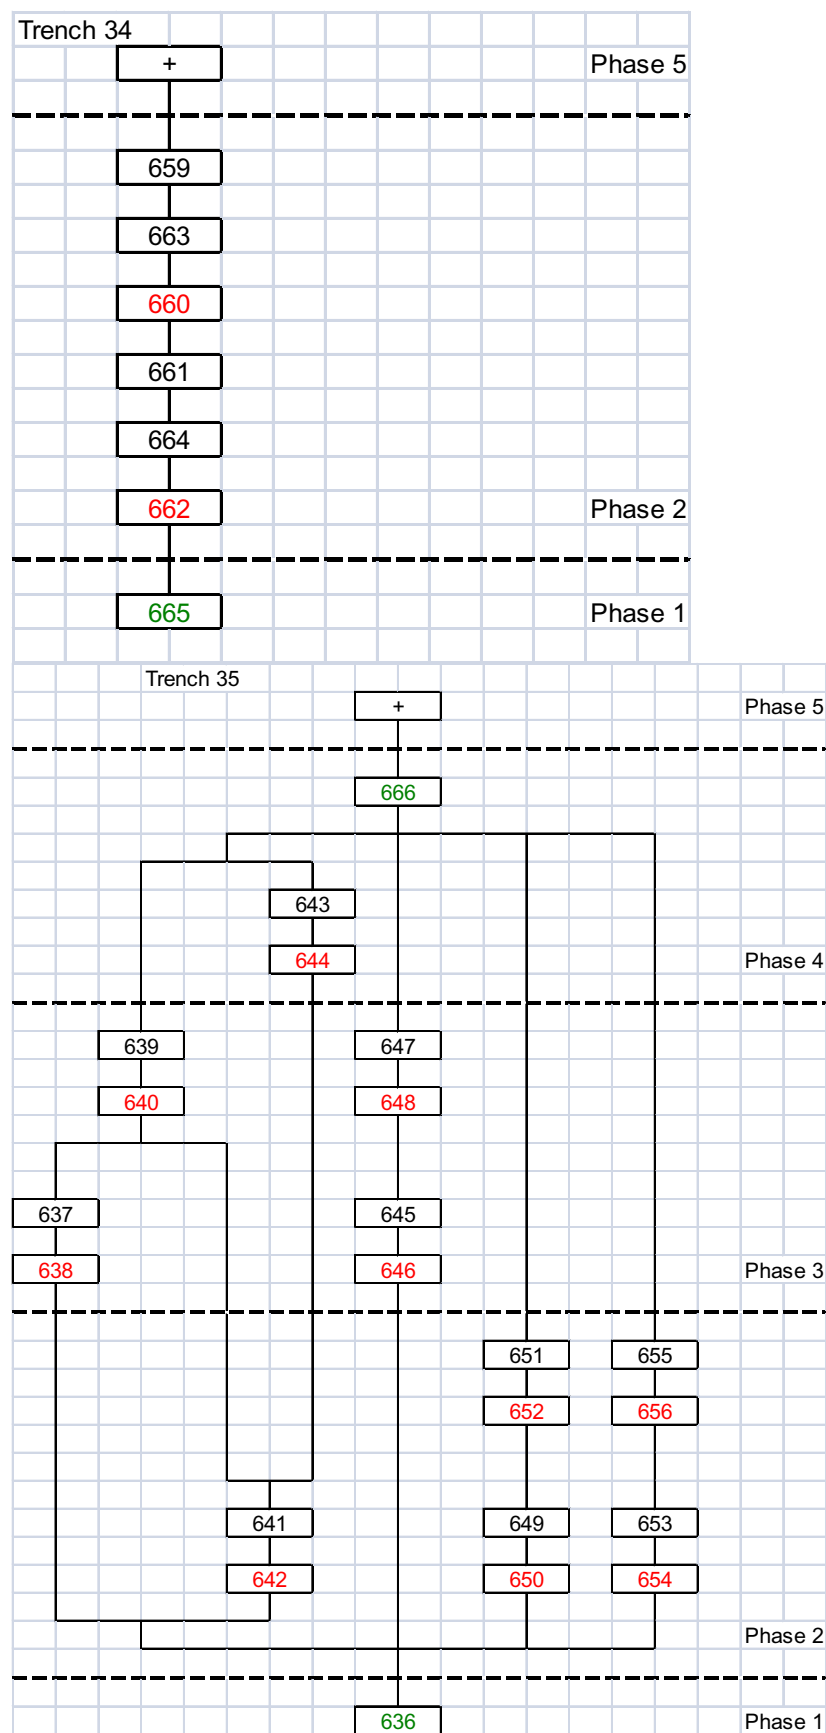 Trench 34
+ Phase 5
659
663
660
661
664
662 Phase 2
665 Phase 1
Trench 35
+ Phase 5
666
643
644 Phase 4
639 647
640 648
637 645
638 646 Phase 3
651 655
652 656
641 649 653
642 650 654
Phase 2
636 Phase 1